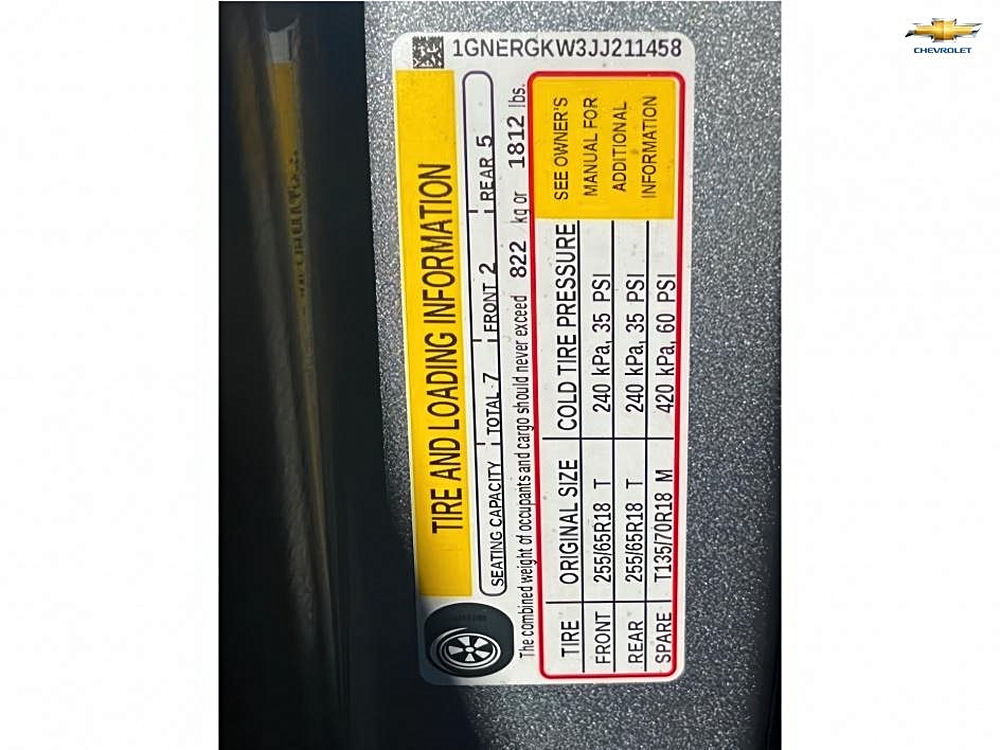 1GNERGKW3JJ211458
TIRE AND LOADING INFORMATION
SEATING CAPACITY TOTAL 7 FRONT 2 REAR 5
The combined weight of occupants and cargo should never exceed 822 kg or 1812 lbs.
TIRE ORIGINAL SIZE COLD TIRE PRESSURE
FRONT 255/65R18 T 240 kPa, 35 PSI
REAR 255/65R18 T 240 kPa, 35 PSI
SPARE T135/70R18 M 420 kPa, 60 PSI
SEE OWNER'S
MANUAL FOR
ADDITIONAL
INFORMATION
CHEVROLET